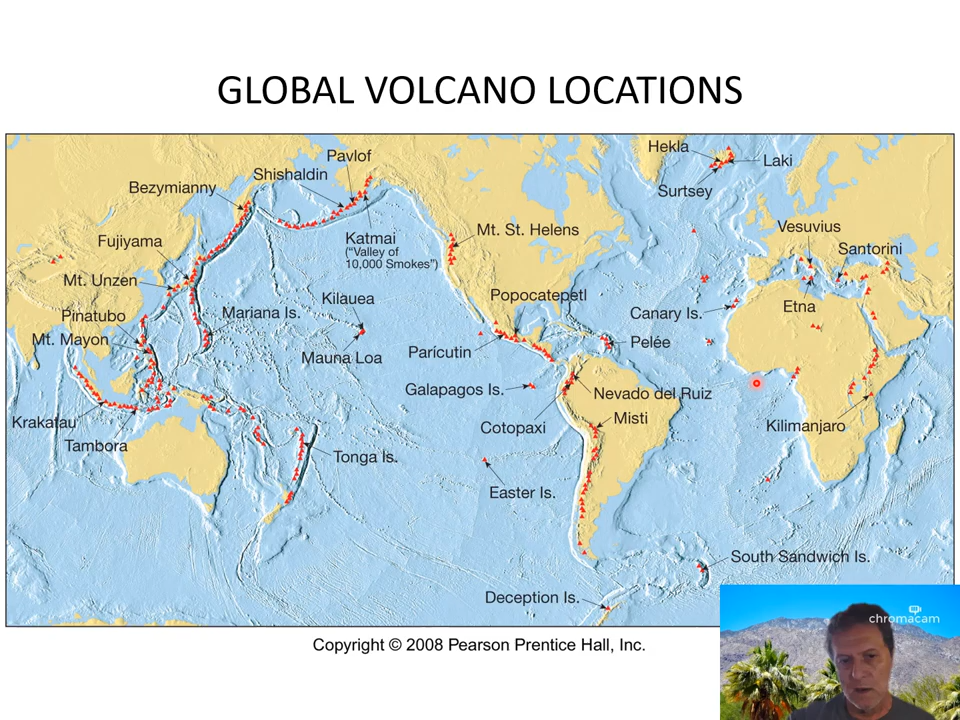 GLOBAL VOLCANO LOCATIONS
Pavlof
Shishaldin
Bezymianny
Hekla
Laki
Surtsey
Katmai
("Valley of
10,000 Smokes")
Mt. St. Helens
Vesuvius
Fujiyama
Santorini
Mt. Unzen
Kilauea
Popocatepetl
Etna
Pinatubo
Mariana Is.
Canary Is.
Mt. Mayon
Mauna Loa
Parícutin
Pelée
Galapagos Is.
Nevado del Ruiz
Krakatau
Cotopaxi
Misti
Kilimanjaro
Tambora
Tonga Is.
Easter Is.
South Sandwich Is.
Deception Is.
chromacam
Copyright © 2008 Pearson Prentice Hall, Inc.